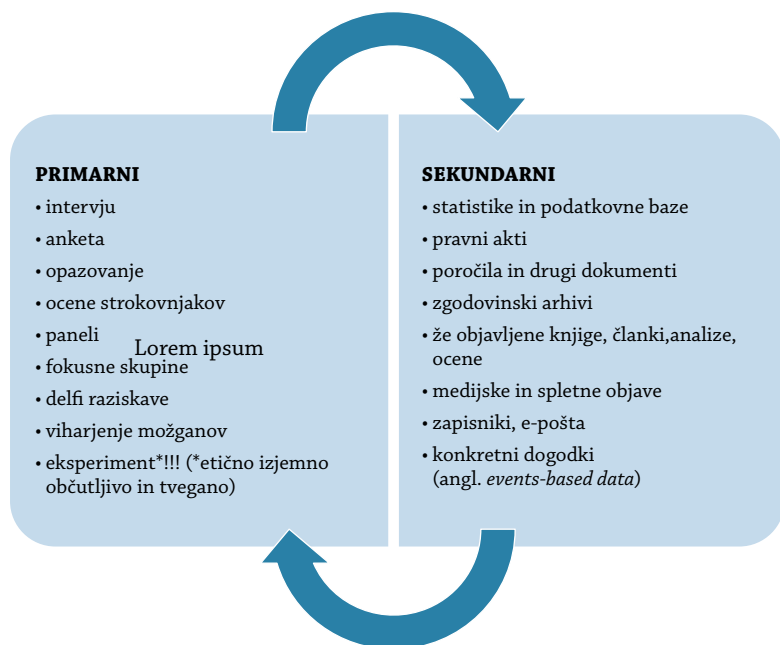 PRIMARNI
• intervju
• anketa
• opazovanje
• ocene strokovnjakov
• paneli
Lorem ipsum
• fokusne skupine
• delfi raziskave
• viharjenje možganov
• eksperiment*!!! (*etično izjemno
občutljivo in tvegano)
SEKUNDARNI
• statistike in podatkovne baze
• pravni akti
• poročila in drugi dokumenti
• zgodovinski arhivi
• že objavljene knjige, članki,analize,
ocene
• medijske in spletne objave
• zapisniki, e-pošta
• konkretni dogodki
(angl. events-based data)